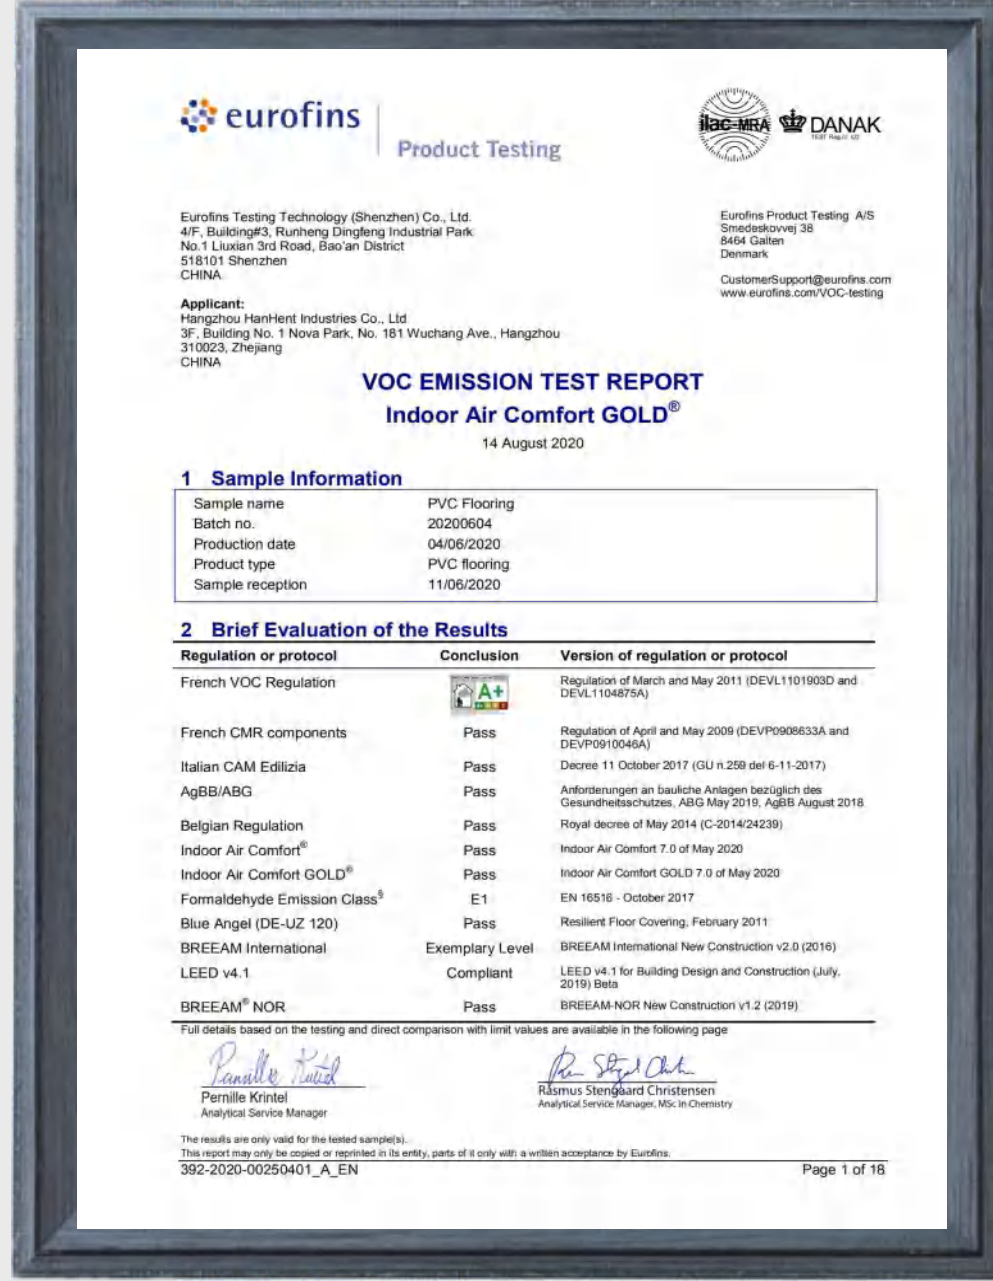 eurofins
Product Testing
ilac-MRA
DANAK
TEST Reg.nr. 522
Eurofins Testing Technology (Shenzhen) Co., Ltd.
4/F, Building#3, Runheng Dingfeng Industrial Park
No.1 Liuxian 3rd Road, Bao'an District
518101 Shenzhen
CHINA
Eurofins Product Testing A/S
Smedeskovvej 38
8464 Galten
Denmark
CustomerSupport@eurofins.com
www.eurofins.com/VOC-testing
Applicant:
Hangzhou HanHent Industries Co., Ltd
3F, Building No. 1 Nova Park, No. 181 Wuchang Ave., Hangzhou
310023, Zhejiang
CHINA
VOC EMISSION TEST REPORT
Indoor Air Comfort GOLD®
14 August 2020
1 Sample Information
Sample name PVC Flooring
Batch no. 20200604
Production date 04/06/2020
Product type PVC flooring
Sample reception 11/06/2020
2 Brief Evaluation of the Results
Regulation or protocol Conclusion Version of regulation or protocol
French VOC Regulation A+ Regulation of March and May 2011 (DEVL1101903D and
DEVL1104875A)
French CMR components Pass Regulation of April and May 2009 (DEVP0908633A and
DEVP0910046A)
Italian CAM Edilizia Pass Decree 11 October 2017 (GU n.259 del 6-11-2017)
AgBB/ABG Pass Anforderungen an bauliche Anlagen bezüglich des
Gesundheitsschutzes, ABG May 2019, AgBB August 2018
Belgian Regulation Pass Royal decree of May 2014 (C-2014/24239)
Indoor Air Comfort® Pass Indoor Air Comfort 7.0 of May 2020
Indoor Air Comfort GOLD® Pass Indoor Air Comfort GOLD 7.0 of May 2020
Formaldehyde Emission Class§ E1 EN 16516 - October 2017
Blue Angel (DE-UZ 120) Pass Resilient Floor Covering, February 2011
BREEAM International Exemplary Level BREEAM International New Construction v2.0 (2016)
LEED v4.1 Compliant LEED v4.1 for Building Design and Construction (July,
2019) Beta
BREEAM® NOR Pass BREEAM-NOR New Construction v1.2 (2019)
Full details based on the testing and direct comparison with limit values are available in the following page
Pernille Krintel
Analytical Service Manager
Rasmus Stengaard Christensen
Analytical Service Manager, MSc in Chemistry
The results are only valid for the tested sample(s).
This report may only be copied or reprinted in its entity, parts of it only with a written acceptance by Eurofins.
392-2020-00250401_A_EN Page 1 of 18